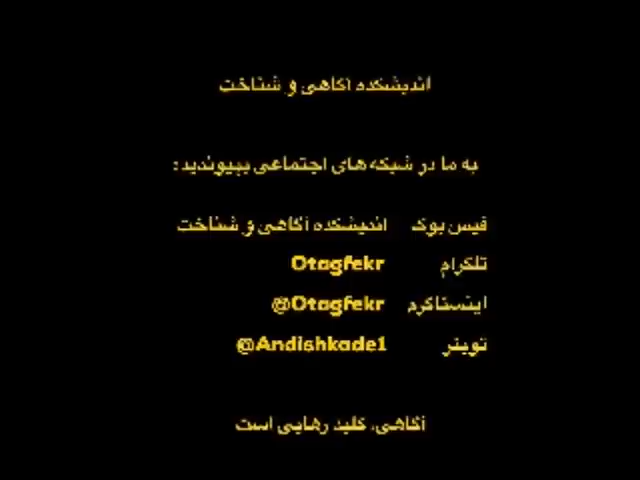 اندیشکده آگاهی و شناخت
به ما در شبکه های اجتماعی بپیوندید:
فیس بوک اندیشکده آگاهی و شناخت
تلگرام Otagfekr
اینستاگرم @Otagfekr
تویتر @Andishkade1
آگاهی، کلید رهایی است